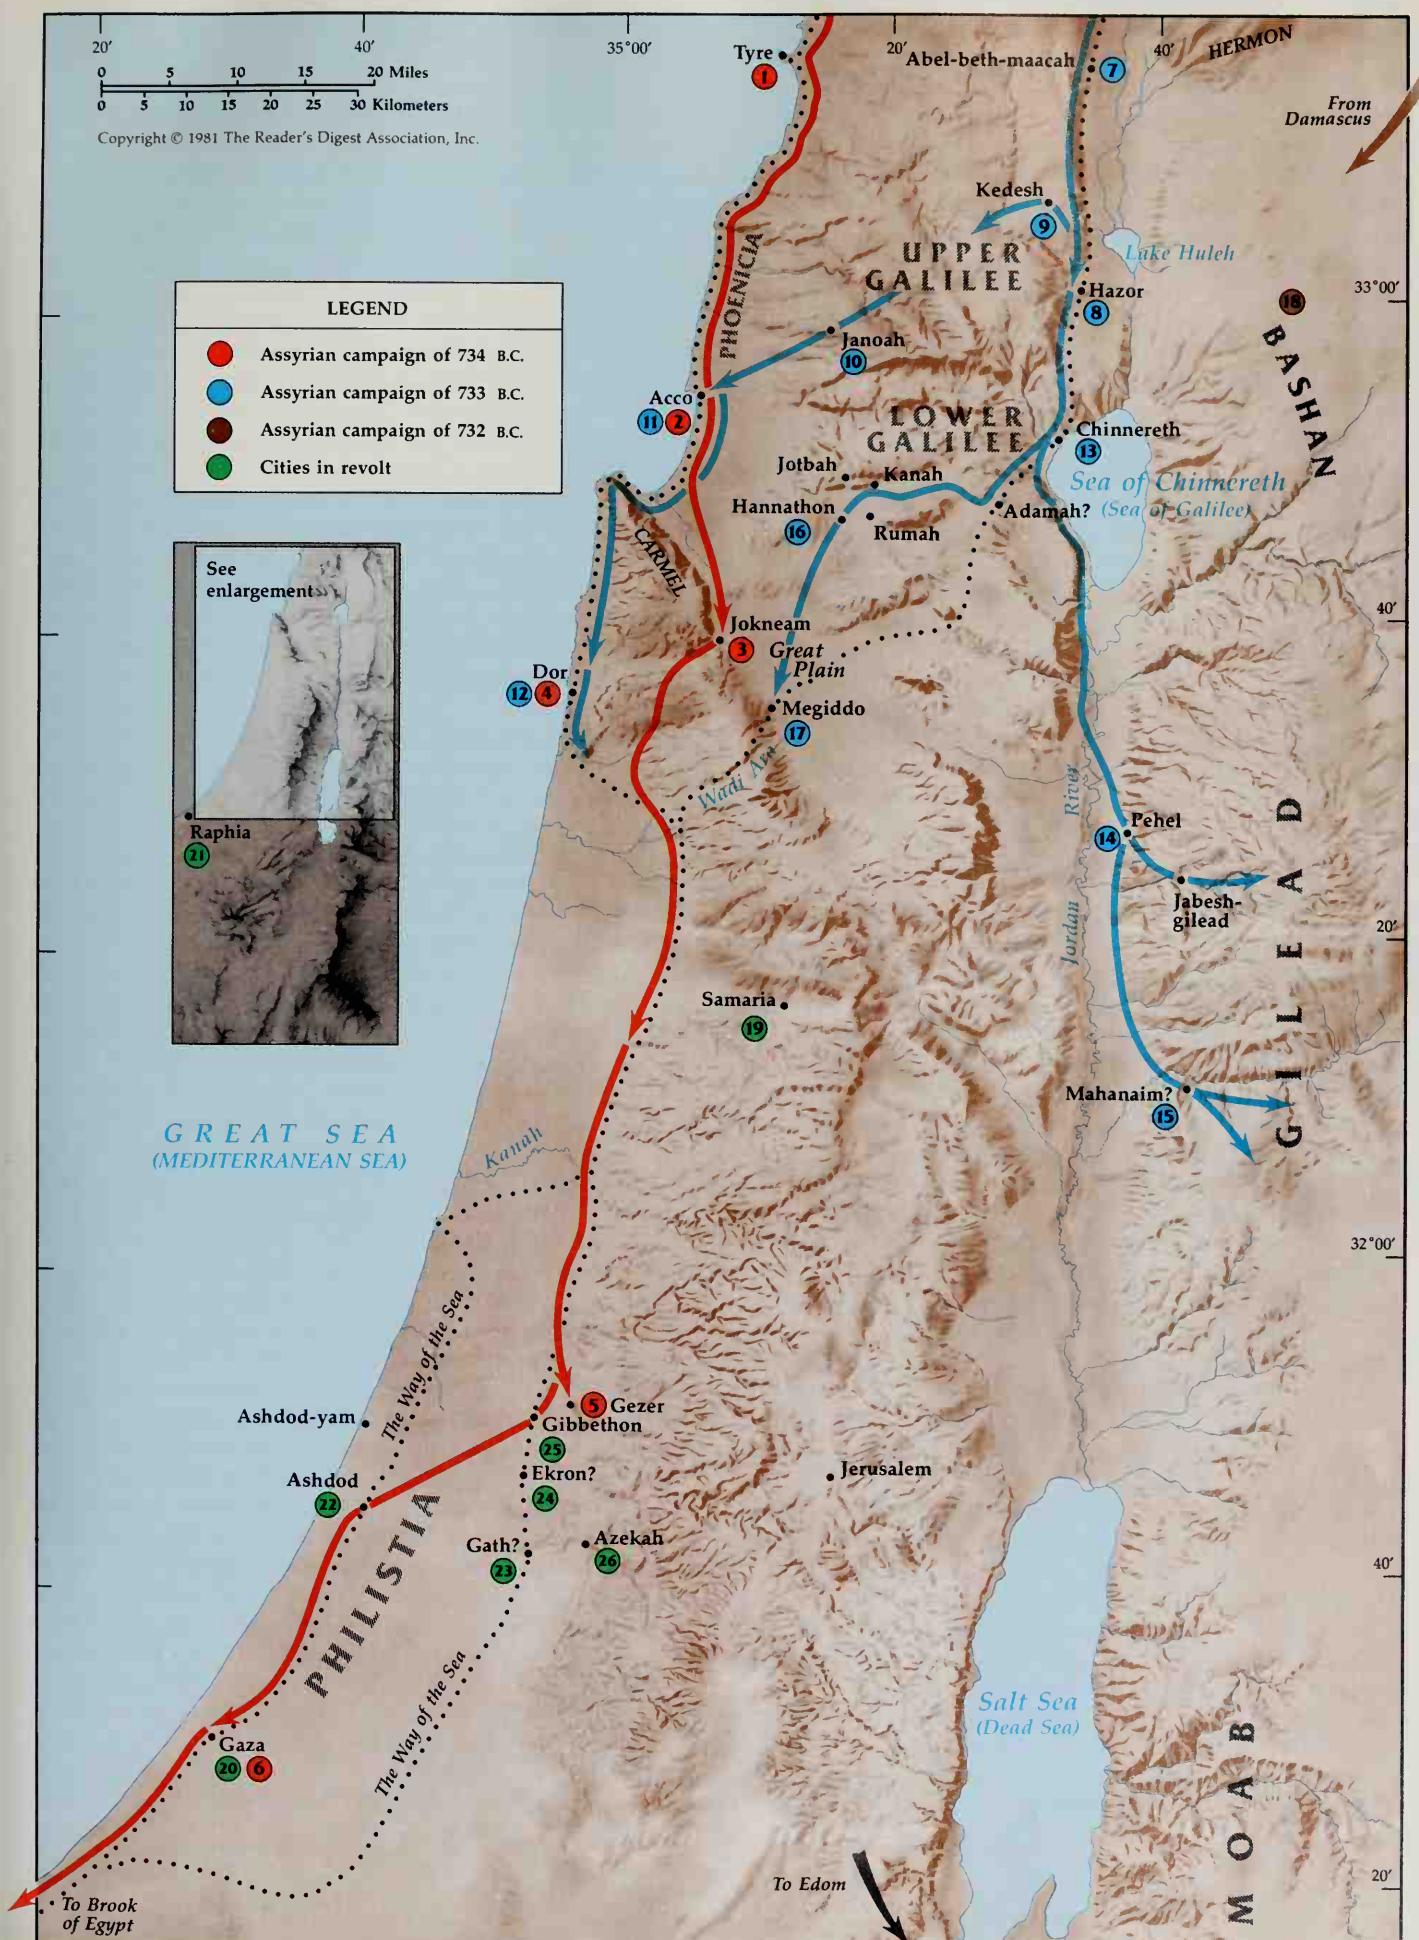 20′
40′
35°00′
20′
40′
0 5 10 15 20 Miles
0 5 10 15 20 25 30 Kilometers
Copyright © 1981 The Reader's Digest Association, Inc.
Tyre
1
Abel-beth-maacah
7
HERMON
From
Damascus
Kedesh
9
UPPER
GALILEE
Lake Huleh
PHOENICIA
Hazor
8
33°00′
18
BASHAN
LEGEND
Assyrian campaign of 734 B.C.
Assyrian campaign of 733 B.C.
Assyrian campaign of 732 B.C.
Cities in revolt
Janoah
10
Acco
11 2
LOWER
GALILEE
Chinnereth
13
Jotbah
Kanah
Sea of Chinnereth
(Sea of Galilee)
Hannathon
16
Rumah
Adamah?
CARMEL
See
enlargement
Jokneam
3
Great
Plain
40′
Dor
12 4
Megiddo
17
Wadi Ara
Raphia
21
Jordan River
Pehel
14
Jabesh-
gilead
GILEAD
20′
Samaria
19
Mahanaim?
15
GREAT SEA
(MEDITERRANEAN SEA)
Kanah
32°00′
The Way of the Sea
5 Gezer
Ashdod-yam
Gibbethon
25
Ashdod
22
Ekron?
24
Jerusalem
Gath?
23
Azekah
26
40′
PHILISTIA
The Way of the Sea
Salt Sea
(Dead Sea)
Gaza
20 6
MOAB
To Edom
20′
To Brook
of Egypt